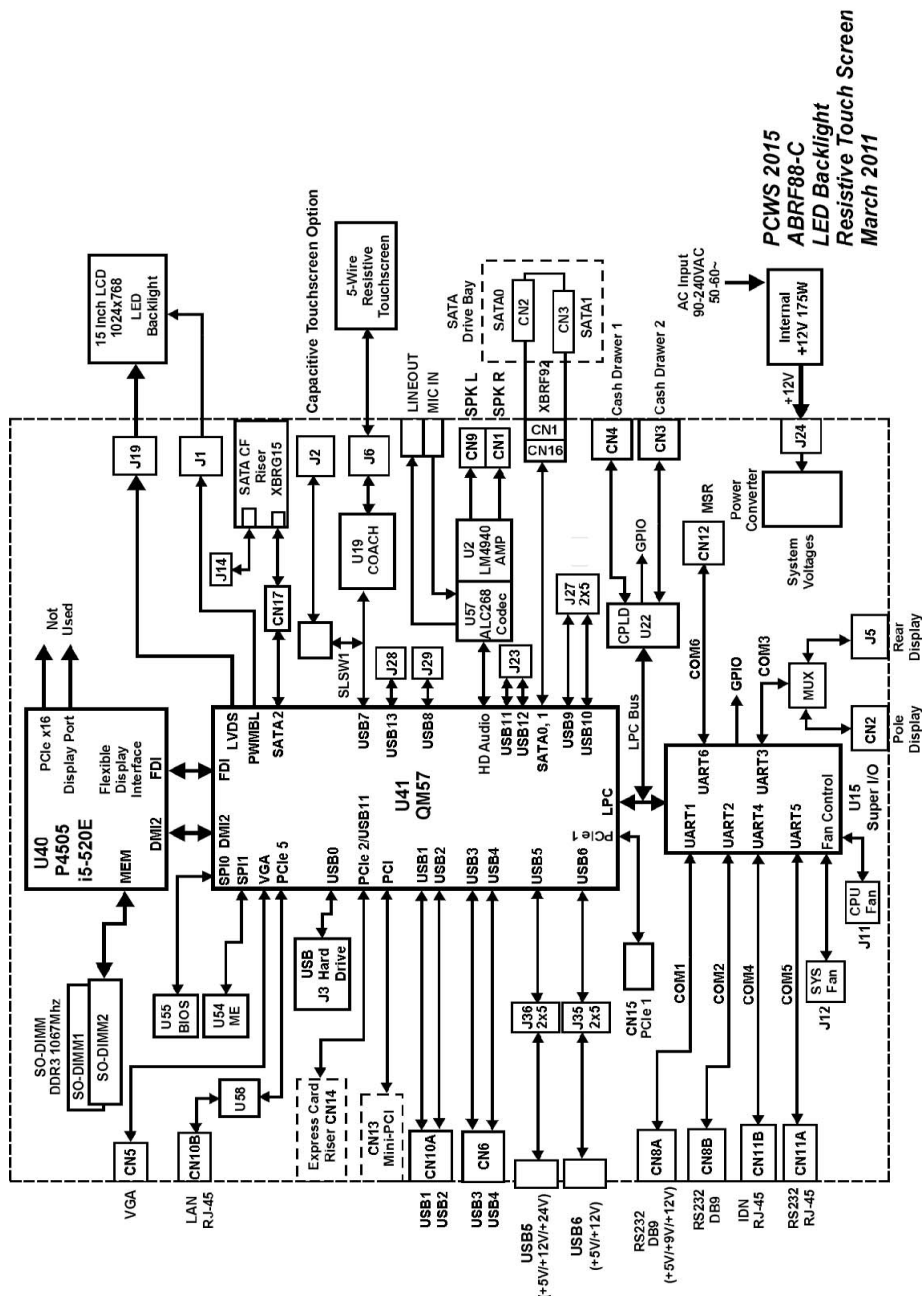 PCWS 2015
ABRF88-C
LED Backlight
Resistive Touch Screen
March 2011
SO-DIMM
DDR3 1067Mhz
SO-DIMM1
SO-DIMM2
U40
P4505
i5-520E
MEM
PCIe x16
Display Port
Not
Used
Flexible
Display
Interface
DMI2
FDI
15 Inch LCD
1024x768
LED
Backlight
J19
J1
SATA CF
Riser
XBRG15
J14
CN17
J2
Capacitive Touchscreen Option
J6
5-Wire
Resistive
Touchscreen
U19
COACH
SLSW1
J28
J29
LINEOUT
MIC IN
U57
ALC268
Codec
U2
LM4940
AMP
CN9
CN1
SPK L
SPK R
J23
SATA
Drive Bay
SATA0
CN2
CN3
SATA1
XBRF92
CN1
CN16
J27
2x5
CN4
CN3
Cash Drawer 1
Cash Drawer 2
CPLD
U22
GPIO
LPC Bus
U41
QM57
DMI2
FDI
LVDS
PWMBL
SATA2
USB7
USB13
USB8
HD Audio
USB11
USB12
SATA0, 1
USB9
USB10
LPC
PCIe 1
SPI0
SPI1
VGA
PCIe 5
USB0
PCIe 2/USB11
PCI
USB1
USB2
USB3
USB4
USB5
USB6
U55
BIOS
U54
ME
U58
USB
J3 Hard
Drive
CN5
VGA
CN10B
LAN
RJ-45
Express Card
Riser CN14
CN13
Mini-PCI
CN10A
USB1
USB2
CN6
USB3
USB4
J36
2x5
USB5
(+5V/+12V/+24V)
J35
2x5
USB6
(+5V/+12V)
CN15
PCIe 1
U15
Super I/O
UART1
UART2
UART4
UART5
Fan Control
UART6
UART3
COM1
COM2
COM4
COM5
COM6
GPIO
COM3
CN8A
RS232
DB9
(+5V/+9V/+12V)
CN8B
RS232
DB9
CN11B
IDN
RJ-45
CN11A
RS232
RJ-45
SYS
Fan
J12
CPU
Fan
J11
MUX
CN2
Pole
Display
J5
Rear
Display
CN12
MSR
Power
Converter
System
Voltages
J24
+12V
Internal
+12V 175W
AC Input
90-240VAC
50-60~